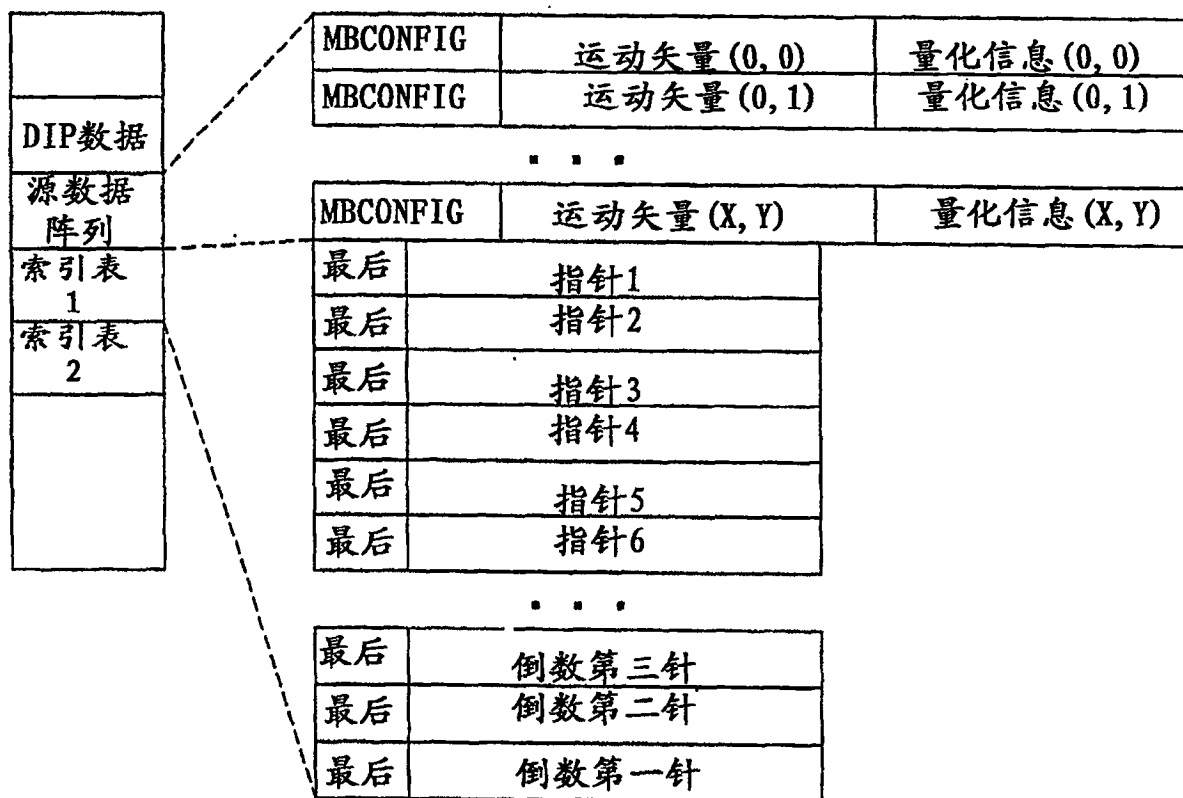 DIP数据
源数据
阵列
索引表
1
索引表
2
MBCONFIG 运动矢量(0,0) 量化信息(0,0)
MBCONFIG 运动矢量(0,1) 量化信息(0,1)
...
MBCONFIG 运动矢量(X,Y) 量化信息(X,Y)
最后 指针1
最后 指针2
最后 指针3
最后 指针4
最后 指针5
最后 指针6
...
最后 倒数第三针
最后 倒数第二针
最后 倒数第一针